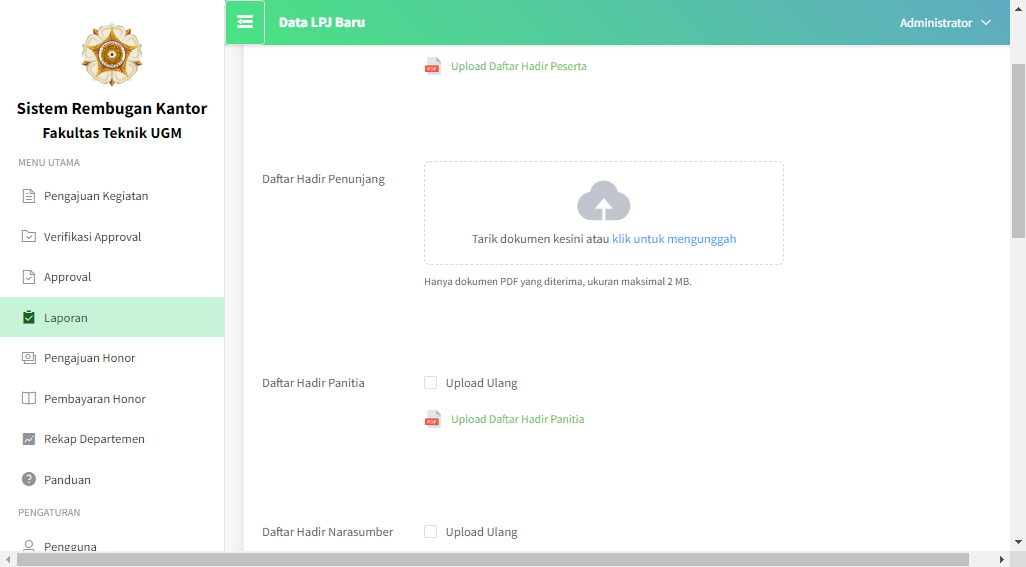 Data LPJ Baru
Administrator
Sistem Rembugan Kantor
Fakultas Teknik UGM
MENU UTAMA
Pengajuan Kegiatan
Verifikasi Approval
Approval
Laporan
Pengajuan Honor
Pembayaran Honor
Rekap Departemen
Panduan
PENGATURAN
Pengguna
PDF Upload Daftar Hadir Peserta
Daftar Hadir Penunjang
Tarik dokumen kesini atau klik untuk mengunggah
Hanya dokumen PDF yang diterima, ukuran maksimal 2 MB.
Daftar Hadir Panitia
Upload Ulang
PDF Upload Daftar Hadir Panitia
Daftar Hadir Narasumber
Upload Ulang